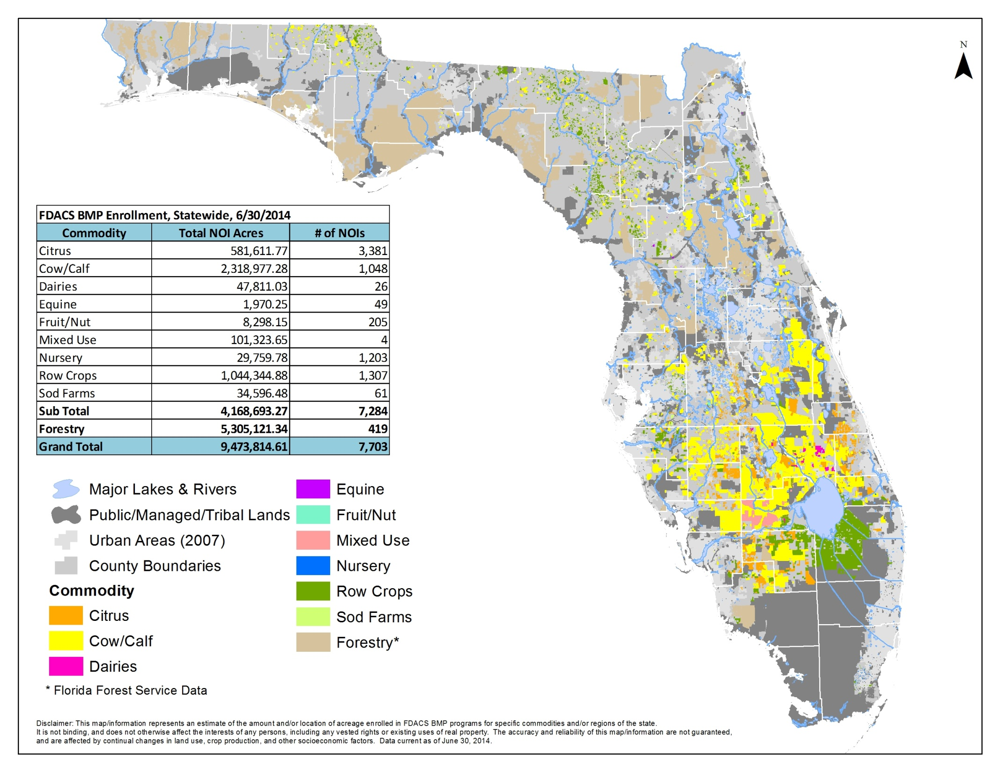 N
FDACS BMP Enrollment, Statewide, 6/30/2014
Commodity Total NOI Acres # of NOIs
Citrus 581,611.77 3,381
Cow/Calf 2,318,977.28 1,048
Dairies 47,811.03 26
Equine 1,970.25 49
Fruit/Nut 8,298.15 205
Mixed Use 101,323.65 4
Nursery 29,759.78 1,203
Row Crops 1,044,344.88 1,307
Sod Farms 34,596.48 61
Sub Total 4,168,693.27 7,284
Forestry 5,305,121.34 419
Grand Total 9,473,814.61 7,703
Major Lakes & Rivers
Public/Managed/Tribal Lands
Urban Areas (2007)
County Boundaries
Commodity
Citrus
Cow/Calf
Dairies
Equine
Fruit/Nut
Mixed Use
Nursery
Row Crops
Sod Farms
Forestry*
* Florida Forest Service Data
Disclaimer: This map/information represents an estimate of the amount and/or location of acreage enrolled in FDACS BMP programs for specific commodities and/or regions of the state.
It is not binding, and does not otherwise affect the interests of any persons, including any vested rights or existing uses of real property. The accuracy and reliability of this map/information are not guaranteed,
and are affected by continual changes in land use, crop production, and other socioeconomic factors. Data current as of June 30, 2014.